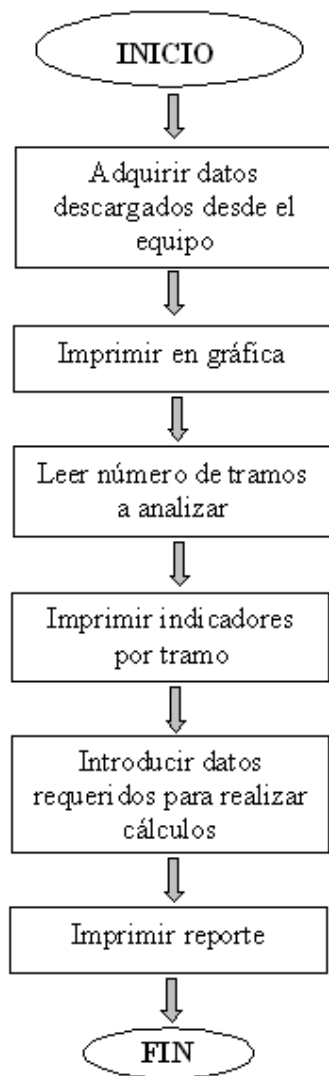 INICIO
Adquirir datos
descargados desde el
equipo
Imprimir en gráfica
Leer número de tramos
a analizar
Imprimir indicadores
por tramo
Introducir datos
requeridos para realizar
cálculos
Imprimir reporte
FIN